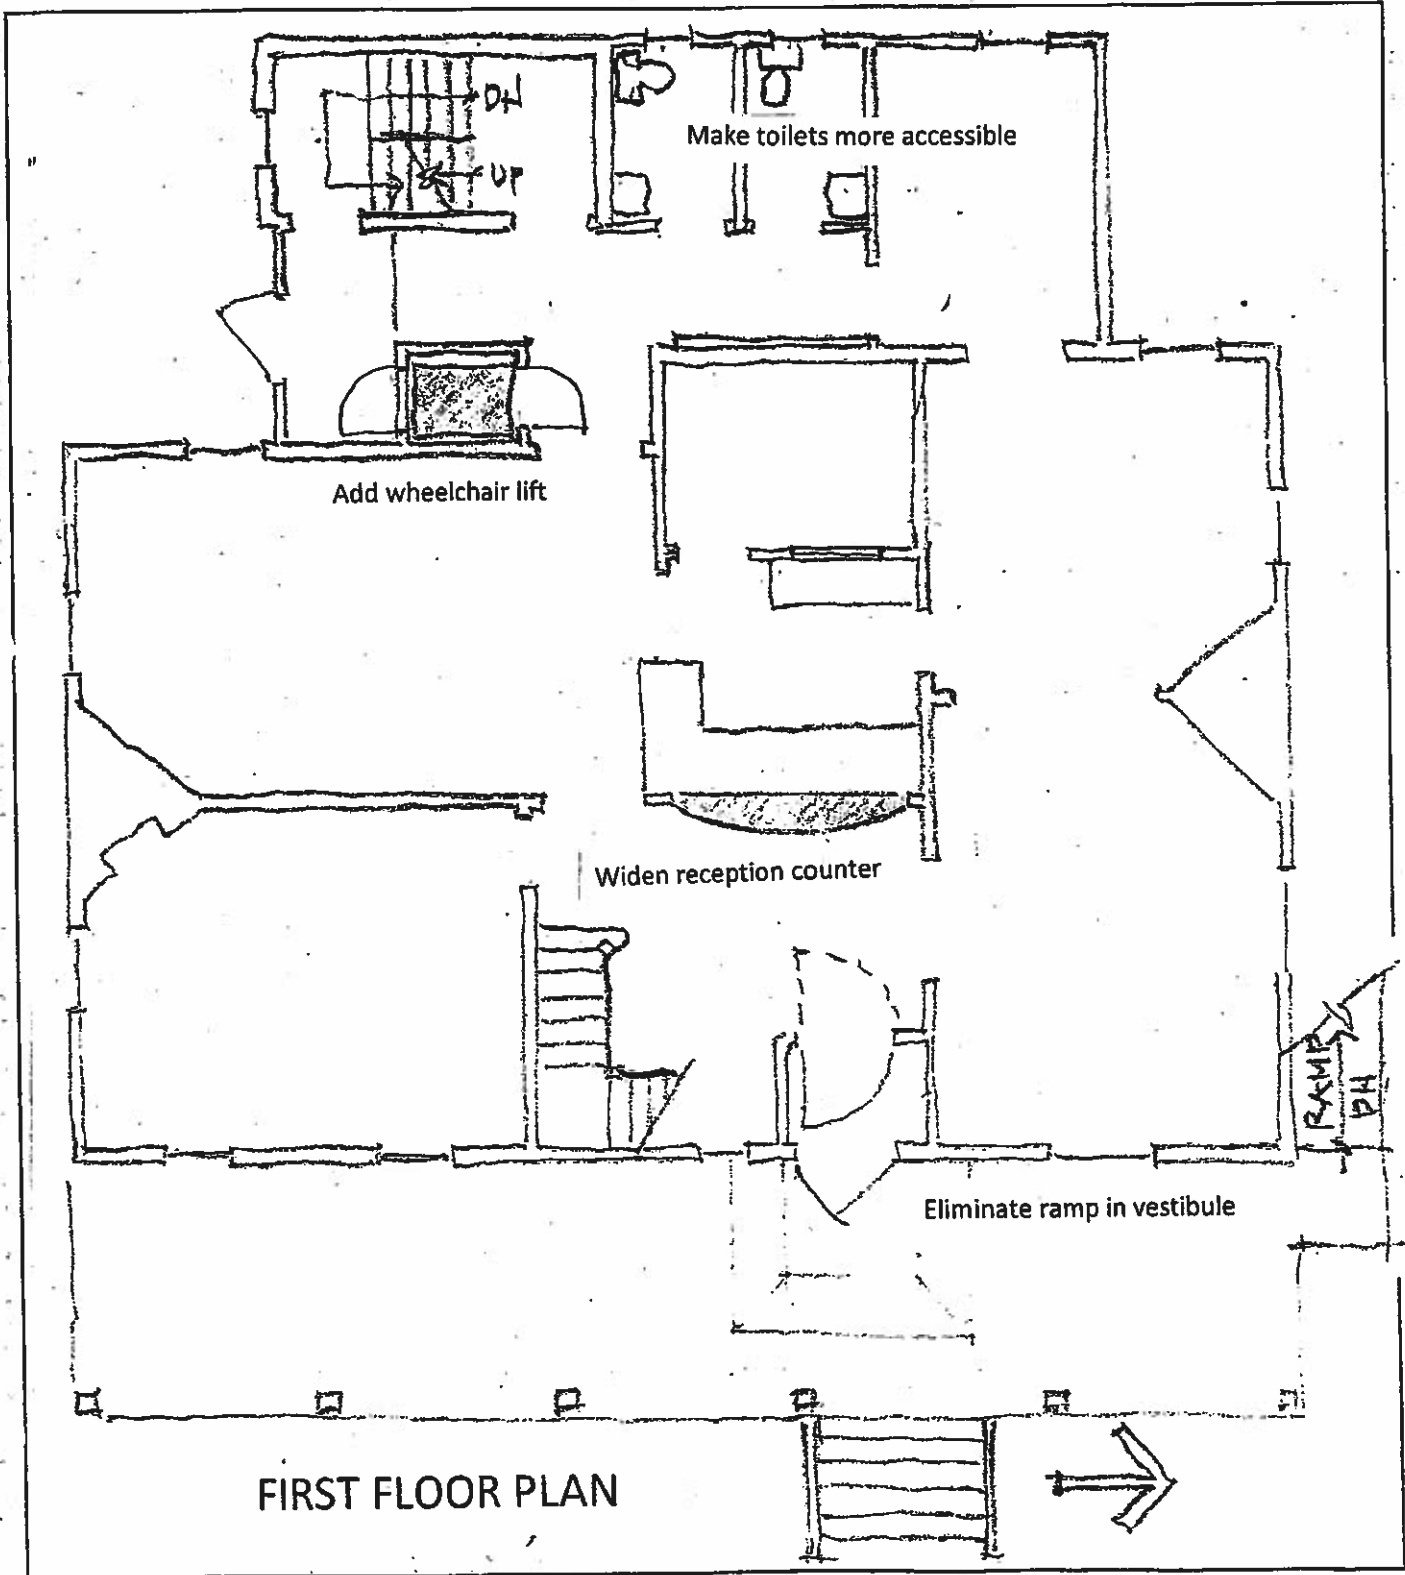 DN
Make toilets more accessible
UP
Add wheelchair lift
Widen reception counter
RAMP
DN
Eliminate ramp in vestibule
FIRST FLOOR PLAN